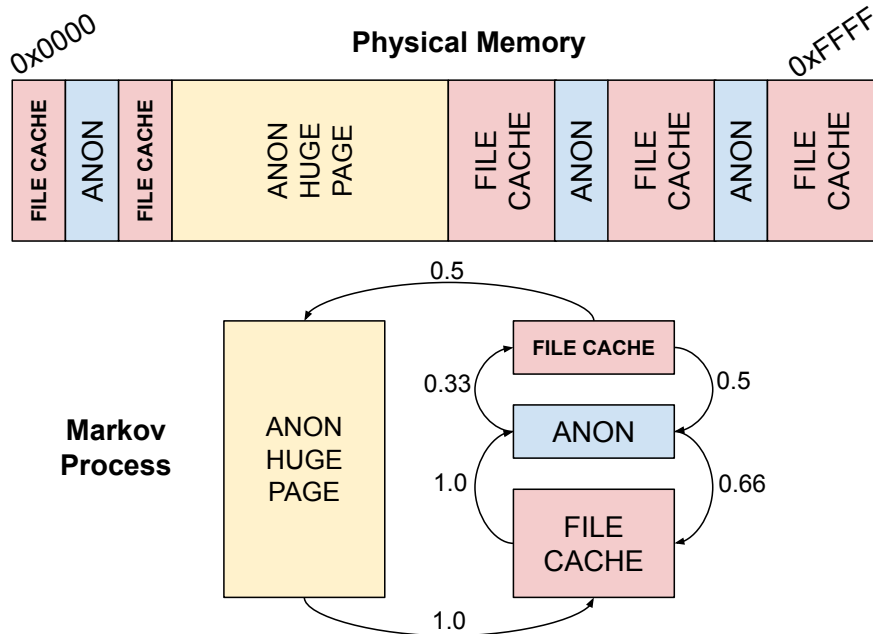 0x0000
Physical Memory
0xFFFF
FILE CACHE
ANON
FILE CACHE
ANON
HUGE
PAGE
FILE
CACHE
ANON
FILE
CACHE
ANON
FILE
CACHE
0.5
FILE CACHE
0.33
0.5
Markov
Process
ANON
HUGE
PAGE
ANON
1.0
0.66
FILE
CACHE
1.0